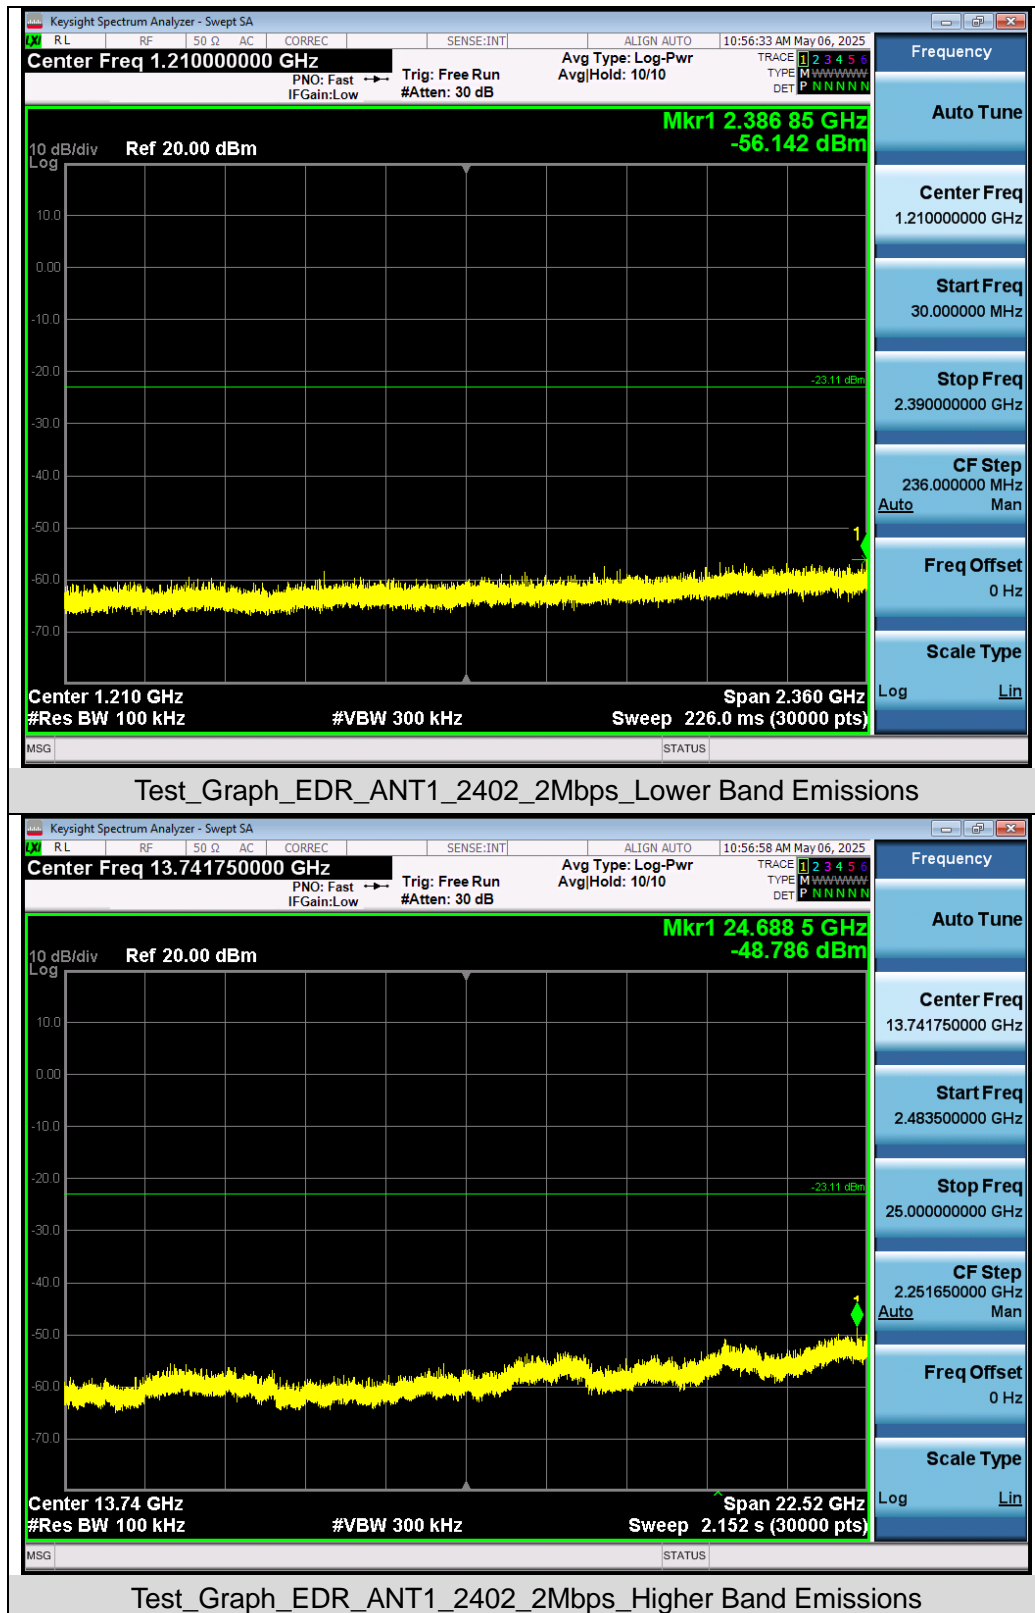 Keysight Spectrum Analyzer - Swept SA
LXI RL RF 50 Ω AC CORREC SENSE:INT ALIGN AUTO 10:56:33 AM May 06, 2025
Center Freq 1.210000000 GHz
PNO: Fast
IFGain:Low
Trig: Free Run
#Atten: 30 dB
Avg Type: Log-Pwr
Avg|Hold: 10/10
TRACE 1 2 3 4 5 6
TYPE M WWWWW
DET P N N N N N
Frequency
Auto Tune
Center Freq
1.210000000 GHz
Start Freq
30.000000 MHz
Stop Freq
2.390000000 GHz
CF Step
236.000000 MHz
Auto Man
Freq Offset
0 Hz
Scale Type
Log Lin
Mkr1 2.386 85 GHz
-56.142 dBm
10 dB/div Ref 20.00 dBm
Log
10.0
0.00
-10.0
-20.0
-23.11 dBm
-30.0
-40.0
-50.0
1
-60.0
-70.0
Center 1.210 GHz Span 2.360 GHz
#Res BW 100 kHz #VBW 300 kHz Sweep 226.0 ms (30000 pts)
MSG STATUS
Test_Graph_EDR_ANT1_2402_2Mbps_Lower Band Emissions
Keysight Spectrum Analyzer - Swept SA
LXI RL RF 50 Ω AC CORREC SENSE:INT ALIGN AUTO 10:56:58 AM May 06, 2025
Center Freq 13.741750000 GHz
PNO: Fast
IFGain:Low
Trig: Free Run
#Atten: 30 dB
Avg Type: Log-Pwr
Avg|Hold: 10/10
TRACE 1 2 3 4 5 6
TYPE M WWWWW
DET P N N N N N
Frequency
Auto Tune
Center Freq
13.741750000 GHz
Start Freq
2.483500000 GHz
Stop Freq
25.000000000 GHz
CF Step
2.251650000 GHz
Auto Man
Freq Offset
0 Hz
Scale Type
Log Lin
Mkr1 24.688 5 GHz
-48.786 dBm
10 dB/div Ref 20.00 dBm
Log
10.0
0.00
-10.0
-20.0
-23.11 dBm
-30.0
-40.0
1
-50.0
-60.0
-70.0
Center 13.74 GHz Span 22.52 GHz
#Res BW 100 kHz #VBW 300 kHz Sweep 2.152 s (30000 pts)
MSG STATUS
Test_Graph_EDR_ANT1_2402_2Mbps_Higher Band Emissions